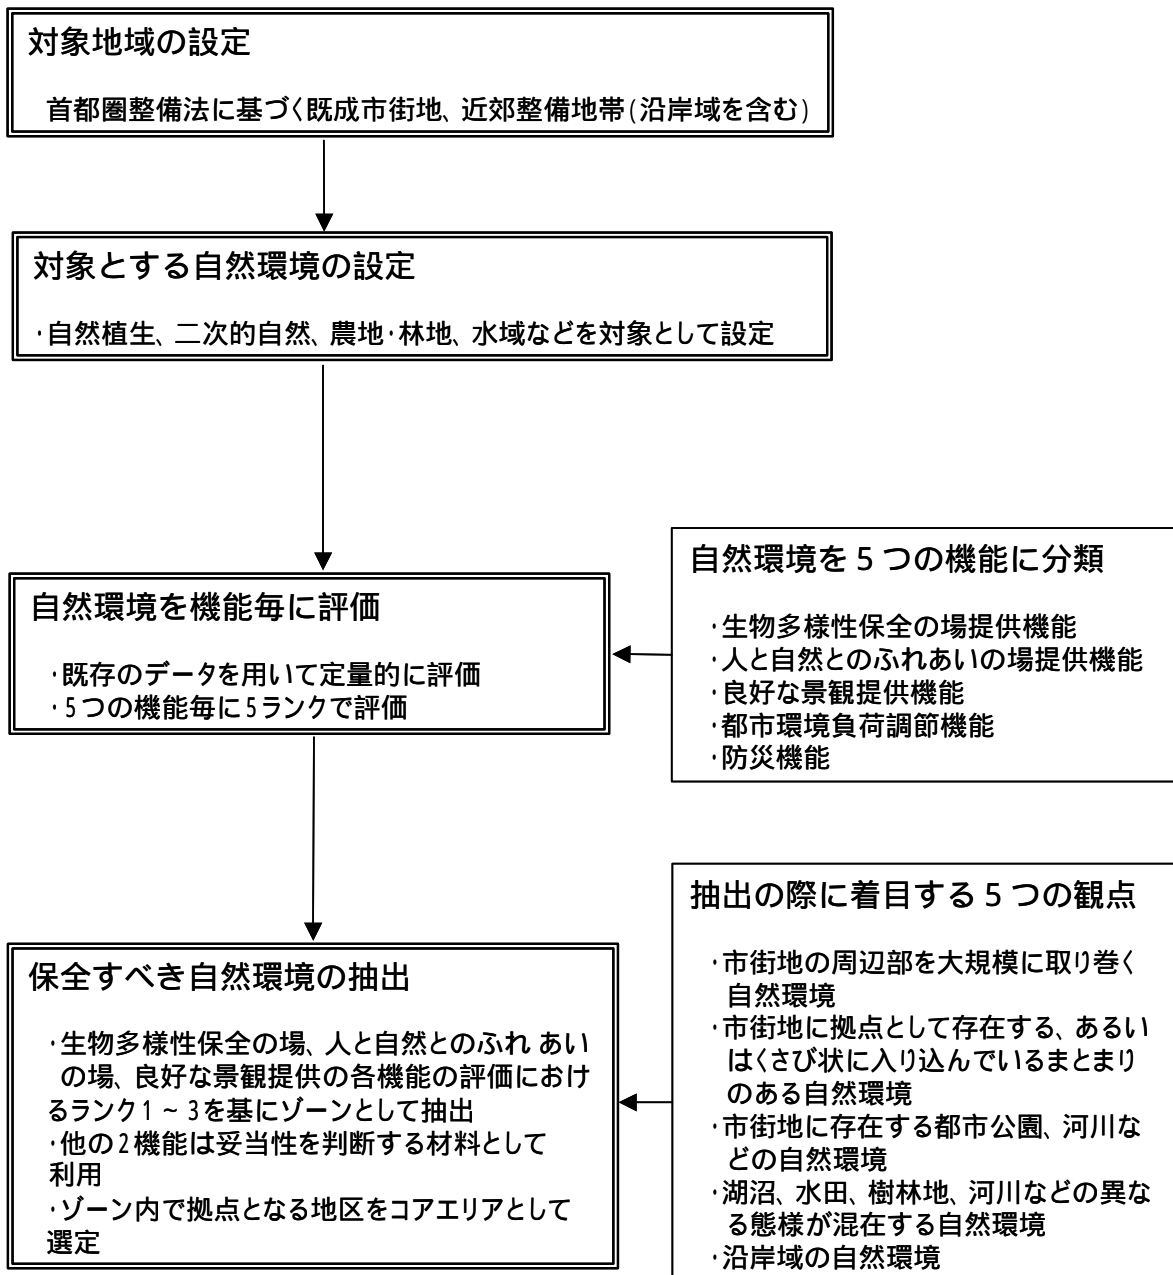 対象地域の設定
首都圏整備法に基づく既成市街地、近郊整備地帯(沿岸域を含む)
対象とする自然環境の設定
・自然植生、二次的自然、農地・林地、水域などを対象として設定
自然環境を機能毎に評価
・既存のデータを用いて定量的に評価
・5つの機能毎に5ランクで評価
自然環境を5つの機能に分類
・生物多様性保全の場提供機能
・人と自然とのふれあいの場提供機能
・良好な景観提供機能
・都市環境負荷調節機能
・防災機能
保全すべき自然環境の抽出
・生物多様性保全の場、人と自然とのふれ あい
の場、良好な景観提供の各機能の評価におけ
るランク1~3を基にゾーンとして抽出
・他の2機能は妥当性を判断する材料として
利用
・ゾーン内で拠点となる地区をコアエリアとして
選定
抽出の際に着目する5つの観点
・市街地の周辺部を大規模に取り巻く
自然環境
・市街地に拠点として存在する、あるい
はくさび状に入り込んでいるまとまり
のある自然環境
・市街地に存在する都市公園、河川な
どの自然環境
・湖沼、水田、樹林地、河川などの異な
る態様が混在する自然環境
・沿岸域の自然環境